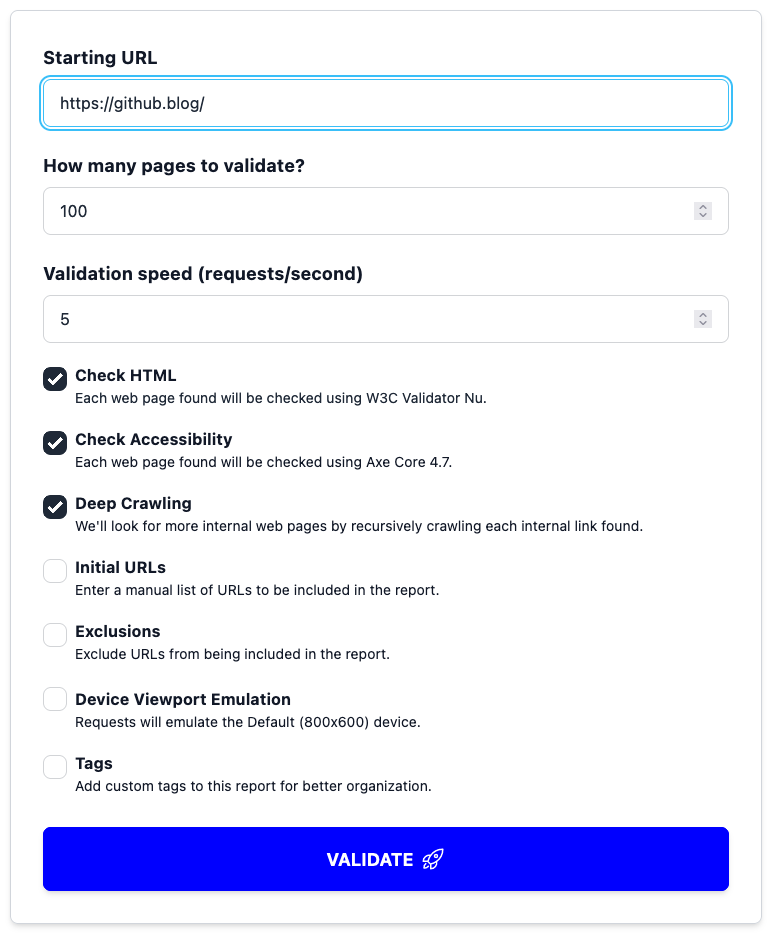 Starting URL
https://github.blog/
How many pages to validate?
100
Validation speed (requests/second)
5
Check HTML
Each web page found will be checked using W3C Validator Nu.
Check Accessibility
Each web page found will be checked using Axe Core 4.7.
Deep Crawling
We'll look for more internal web pages by recursively crawling each internal link found.
Initial URLs
Enter a manual list of URLs to be included in the report.
Exclusions
Exclude URLs from being included in the report.
Device Viewport Emulation
Requests will emulate the Default (800x600) device.
Tags
Add custom tags to this report for better organization.
VALIDATE